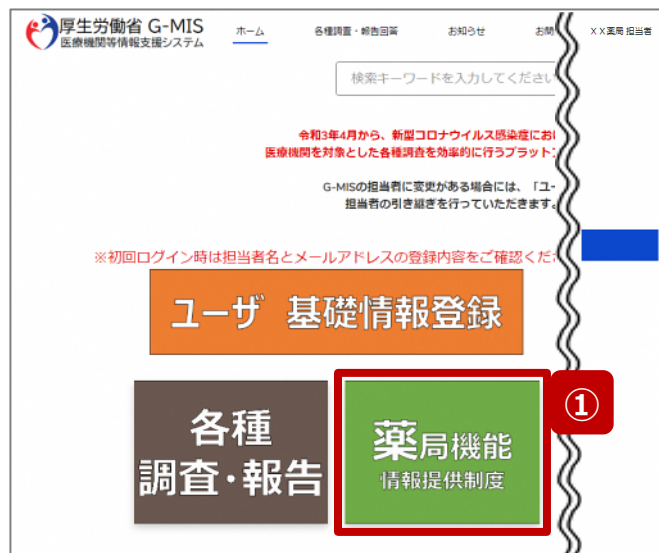 厚生労働省 G-MIS
医療機関等情報支援システム
ホーム
各種調査・報告回答
お知らせ
お問
XX薬局 担当者
検索キーワードを入力してください
令和3年4月から、新型コロナウイルス感染症におけ
医療機関を対象とした各種調査を効率的に行うプラットフ
G-MISの担当者に変更がある場合には、「ユー
担当者の引き継ぎを行っていただきます。
※初回ログイン時は担当者名とメールアドレスの登録内容をご確認くださ
ユーザ 基礎情報登録
各種
調査・報告
薬局機能
情報提供制度
①